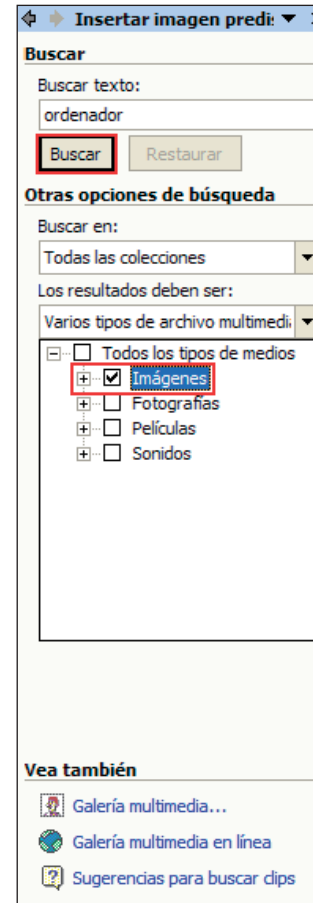 Insertar imagen predi:
Buscar
Buscar texto:
ordenador
Buscar Restaurar
Otras opciones de búsqueda
Buscar en:
Todas las colecciones
Los resultados deben ser:
Varios tipos de archivo multimedi
Todos los tipos de medios
Imágenes
Fotografías
Películas
Sonidos
Vea también
Galería multimedia...
Galería multimedia en línea
Sugerencias para buscar clips